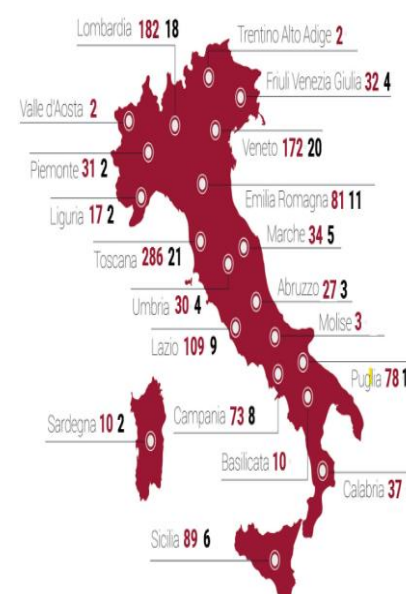 Lombardia 182 18
Trentino Alto Adige 2
Friuli Venezia Giulia 32 4
Valle d'Aosta 2
Veneto 172 20
Piemonte 31 2
Emilia Romagna 81 11
Liguria 17 2
Marche 34 5
Toscana 286 21
Abruzzo 27 3
Umbria 30 4
Molise 3
Lazio 109 9
Puglia 78 1
Campania 73 8
Sardegna 10 2
Basilicata 10
Calabria 37
Sicilia 89 6